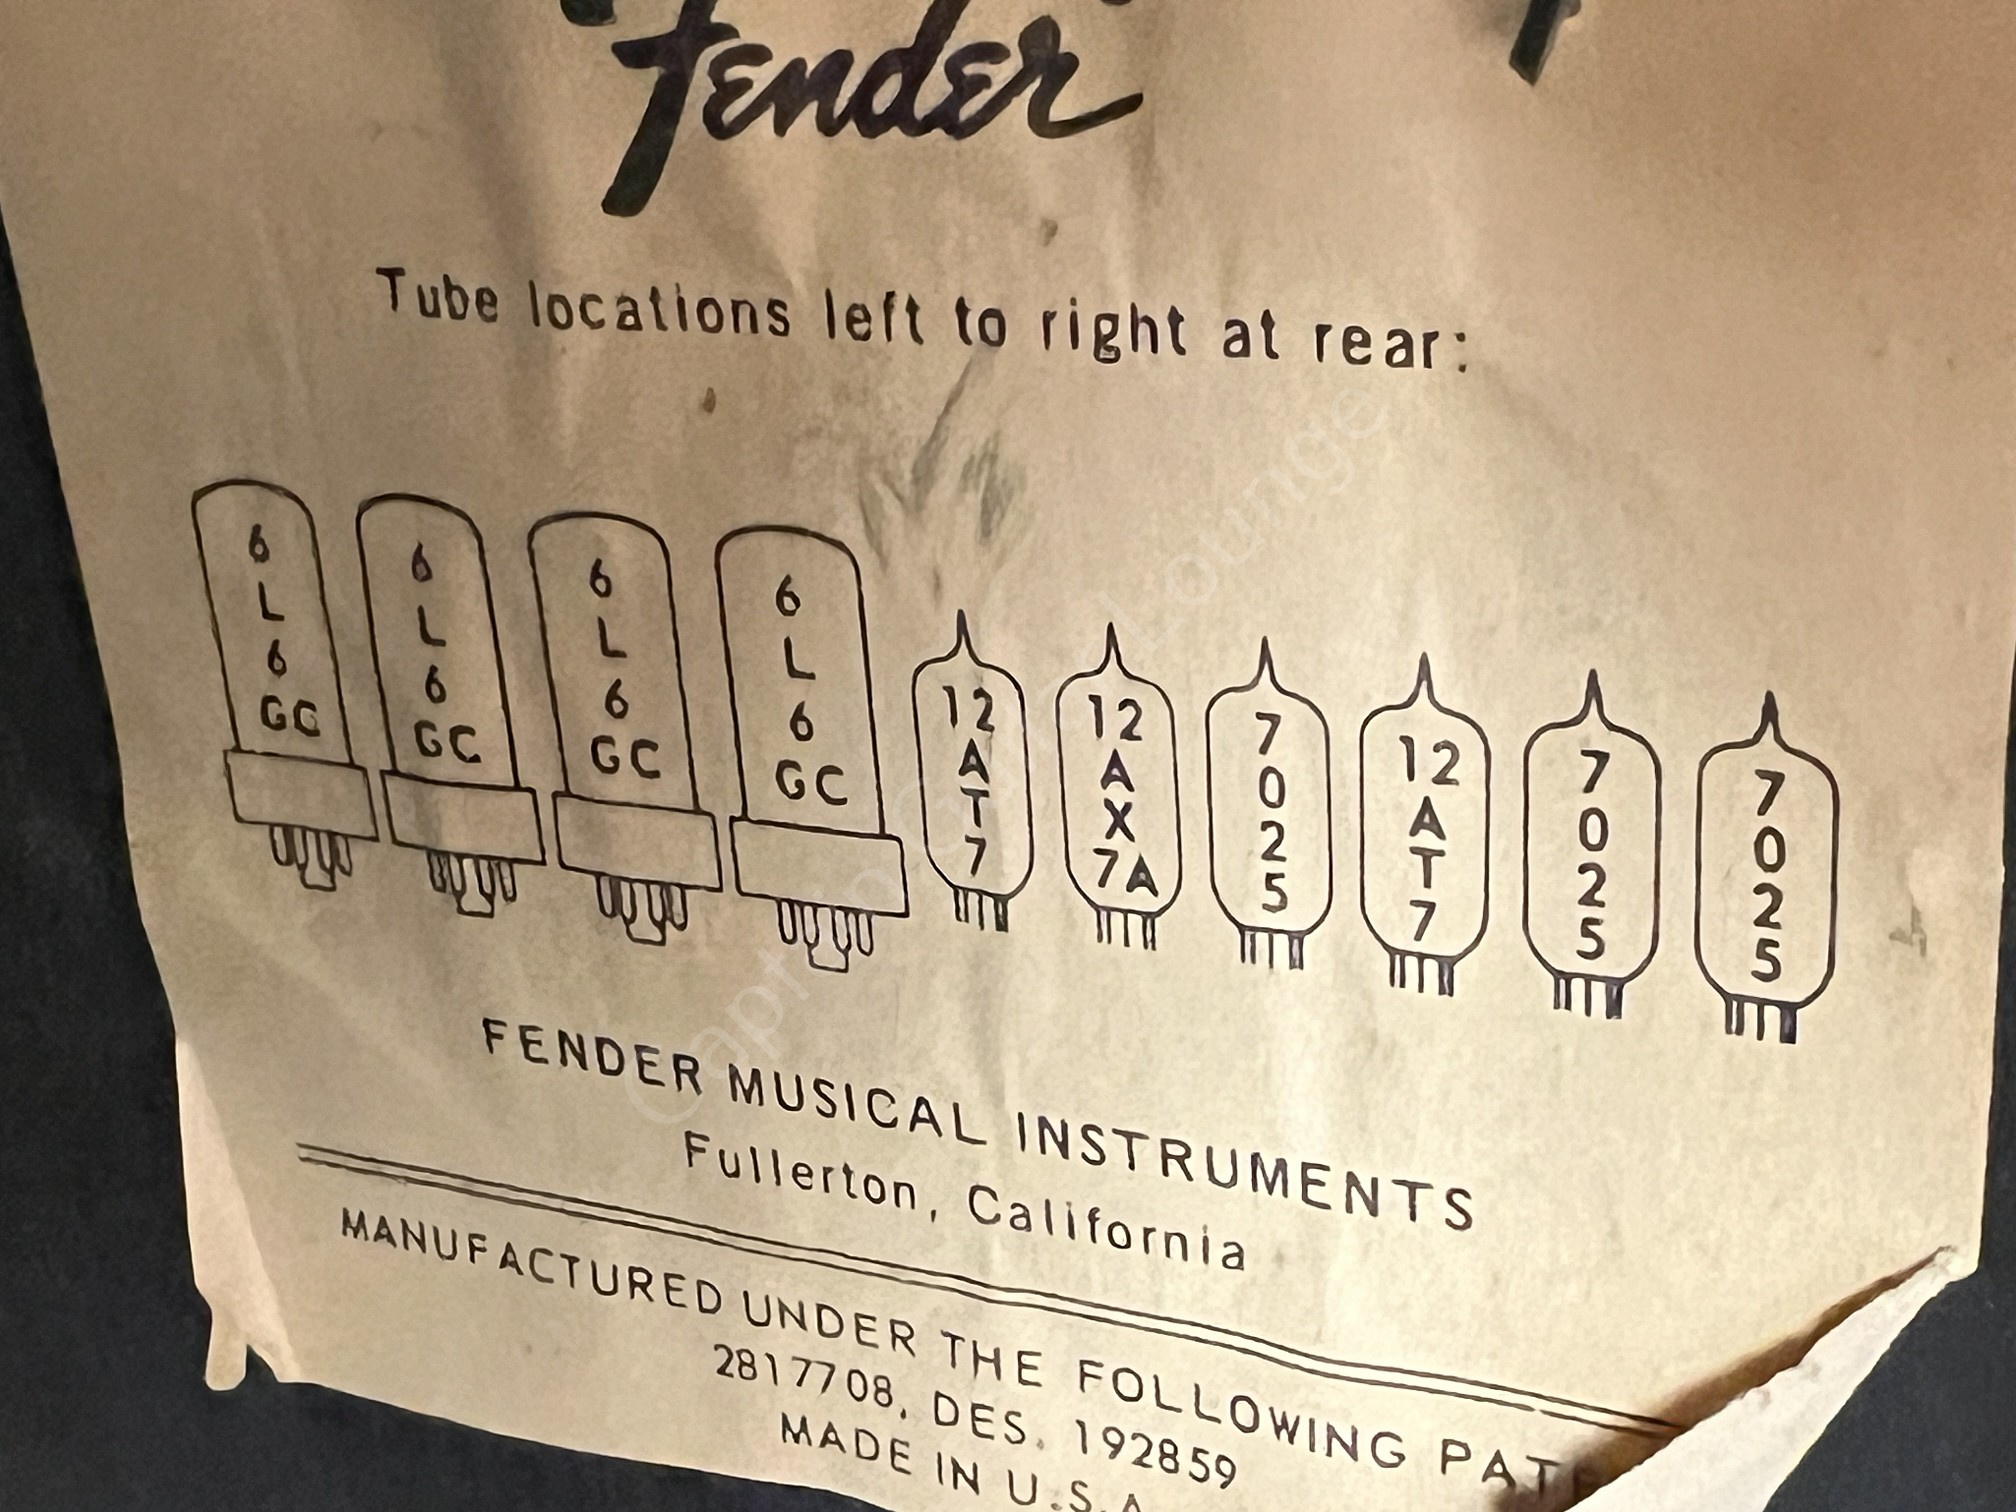 Fender
Tube locations left to right at rear:
6L6GC 6L6GC 6L6GC 6L6GC 12AT7 12AX7A 7025 12AT7 7025 7025
FENDER MUSICAL INSTRUMENTS
Fullerton, California
MANUFACTURED UNDER THE FOLLOWING
2817708, DES. 192859
MADE IN U.S.A